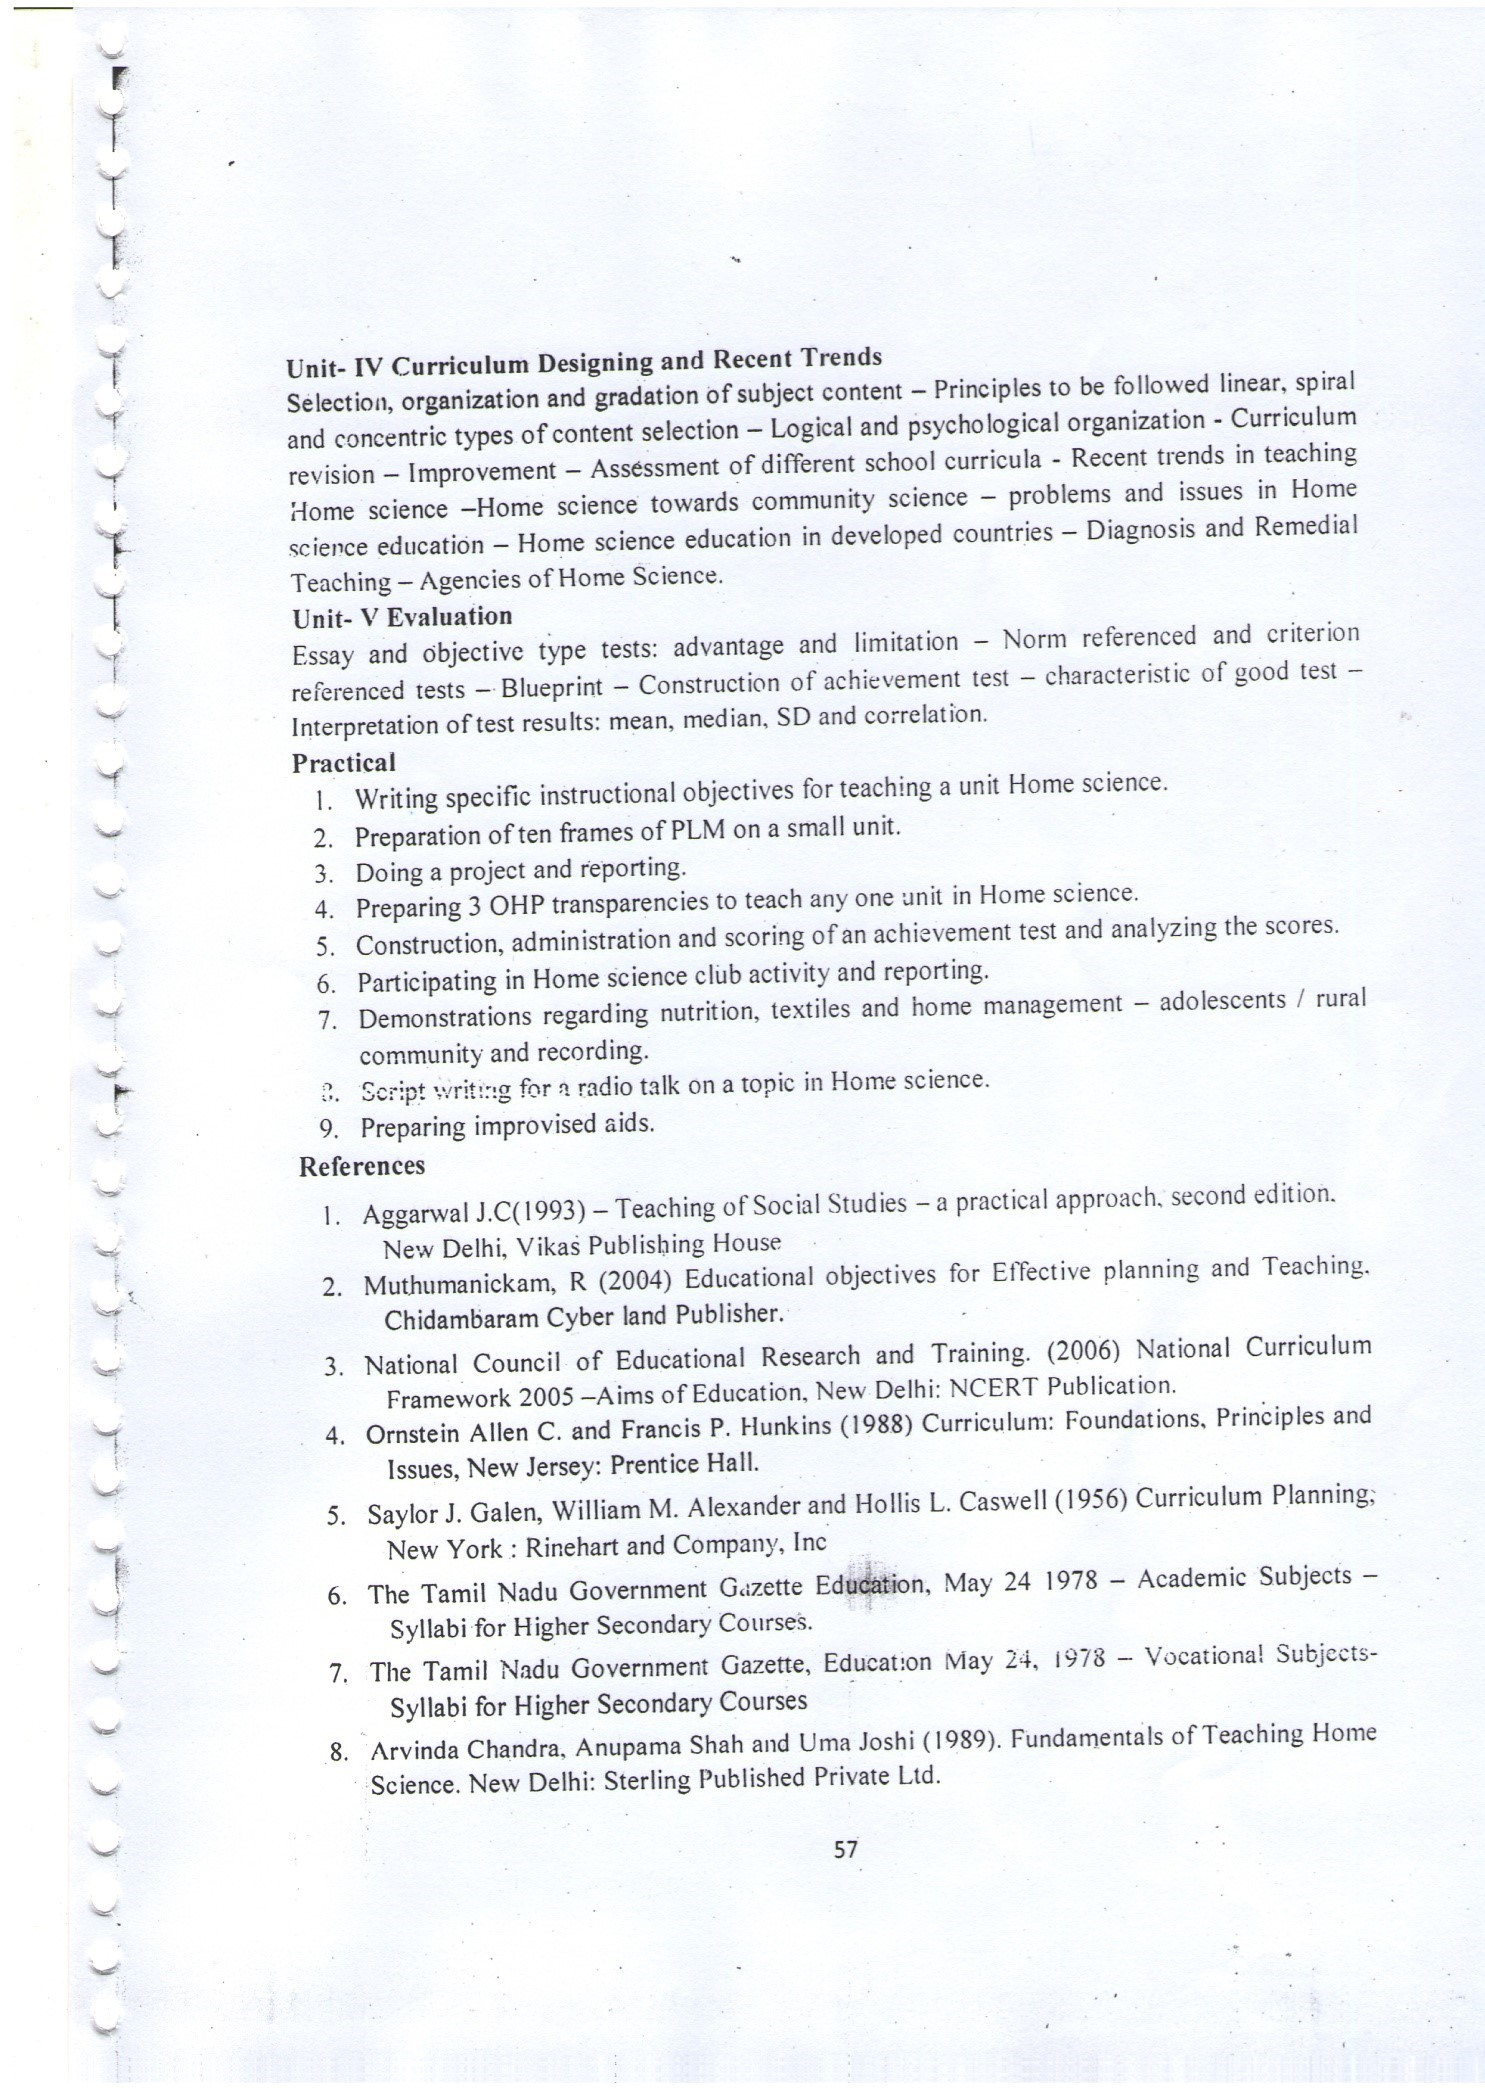 Unit- IV Curriculum Designing and Recent Trends
Selection, organization and gradation of subject content – Principles to be followed linear, spiral
and concentric types of content selection – Logical and psychological organization - Curriculum
revision – Improvement – Assessment of different school curricula - Recent trends in teaching
Home science –Home science towards community science – problems and issues in Home
science education – Home science education in developed countries – Diagnosis and Remedial
Teaching – Agencies of Home Science.
Unit- V Evaluation
Essay and objective type tests: advantage and limitation – Norm referenced and criterion
referenced tests – Blueprint – Construction of achievement test – characteristic of good test –
Interpretation of test results: mean, median, SD and correlation.
Practical
1. Writing specific instructional objectives for teaching a unit Home science.
2. Preparation of ten frames of PLM on a small unit.
3. Doing a project and reporting.
4. Preparing 3 OHP transparencies to teach any one unit in Home science.
5. Construction, administration and scoring of an achievement test and analyzing the scores.
6. Participating in Home science club activity and reporting.
7. Demonstrations regarding nutrition, textiles and home management – adolescents / rural
community and recording.
8. Script writing for a radio talk on a topic in Home science.
9. Preparing improvised aids.
References
1. Aggarwal J.C(1993) – Teaching of Social Studies – a practical approach, second edition.
New Delhi, Vikas Publishing House
2. Muthumanickam, R (2004) Educational objectives for Effective planning and Teaching.
Chidambaram Cyber land Publisher.
3. National Council of Educational Research and Training. (2006) National Curriculum
Framework 2005 –Aims of Education, New Delhi: NCERT Publication.
4. Ornstein Allen C. and Francis P. Hunkins (1988) Curriculum: Foundations, Principles and
Issues, New Jersey: Prentice Hall.
5. Saylor J. Galen, William M. Alexander and Hollis L. Caswell (1956) Curriculum Planning;
New York : Rinehart and Company, Inc
6. The Tamil Nadu Government Gazette Education, May 24 1978 – Academic Subjects –
Syllabi for Higher Secondary Courses.
7. The Tamil Nadu Government Gazette, Education May 24, 1978 – Vocational Subjects-
Syllabi for Higher Secondary Courses
8. Arvinda Chandra, Anupama Shah and Uma Joshi (1989). Fundamentals of Teaching Home
Science. New Delhi: Sterling Published Private Ltd.
57